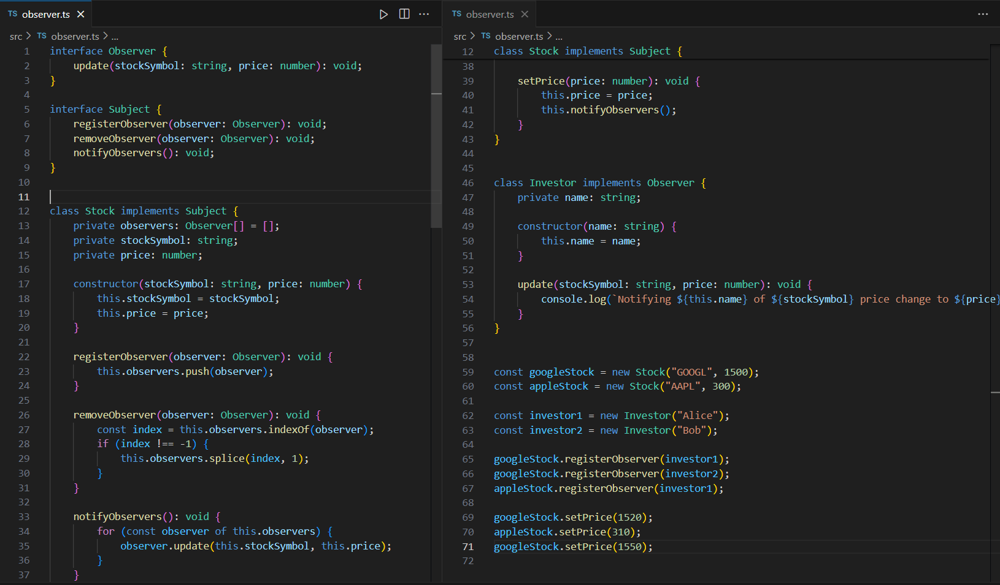 TS observer.ts
src > TS observer.ts > ...
1 interface Observer {
2 update(stockSymbol: string, price: number): void;
3 }
4
5 interface Subject {
6 registerObserver(observer: Observer): void;
7 removeObserver(observer: Observer): void;
8 notifyObservers(): void;
9 }
10
11
12 class Stock implements Subject {
13 private observers: Observer[] = [];
14 private stockSymbol: string;
15 private price: number;
16
17 constructor(stockSymbol: string, price: number) {
18 this.stockSymbol = stockSymbol;
19 this.price = price;
20 }
21
22 registerObserver(observer: Observer): void {
23 this.observers.push(observer);
24 }
25
26 removeObserver(observer: Observer): void {
27 const index = this.observers.indexOf(observer);
28 if (index !== -1) {
29 this.observers.splice(index, 1);
30 }
31 }
32
33 notifyObservers(): void {
34 for (const observer of this.observers) {
35 observer.update(this.stockSymbol, this.price);
36 }
37 }
TS observer.ts
src > TS observer.ts > ...
12 class Stock implements Subject {
38
39 setPrice(price: number): void {
40 this.price = price;
41 this.notifyObservers();
42 }
43 }
44
45
46 class Investor implements Observer {
47 private name: string;
48
49 constructor(name: string) {
50 this.name = name;
51 }
52
53 update(stockSymbol: string, price: number): void {
54 console.log(`Notifying ${this.name} of ${stockSymbol} price change to ${price}
55 }
56 }
57
58
59 const googleStock = new Stock("GOOGL", 1500);
60 const appleStock = new Stock("AAPL", 300);
61
62 const investor1 = new Investor("Alice");
63 const investor2 = new Investor("Bob");
64
65 googleStock.registerObserver(investor1);
66 googleStock.registerObserver(investor2);
67 appleStock.registerObserver(investor1);
68
69 googleStock.setPrice(1520);
70 appleStock.setPrice(310);
71 googleStock.setPrice(1550);
72